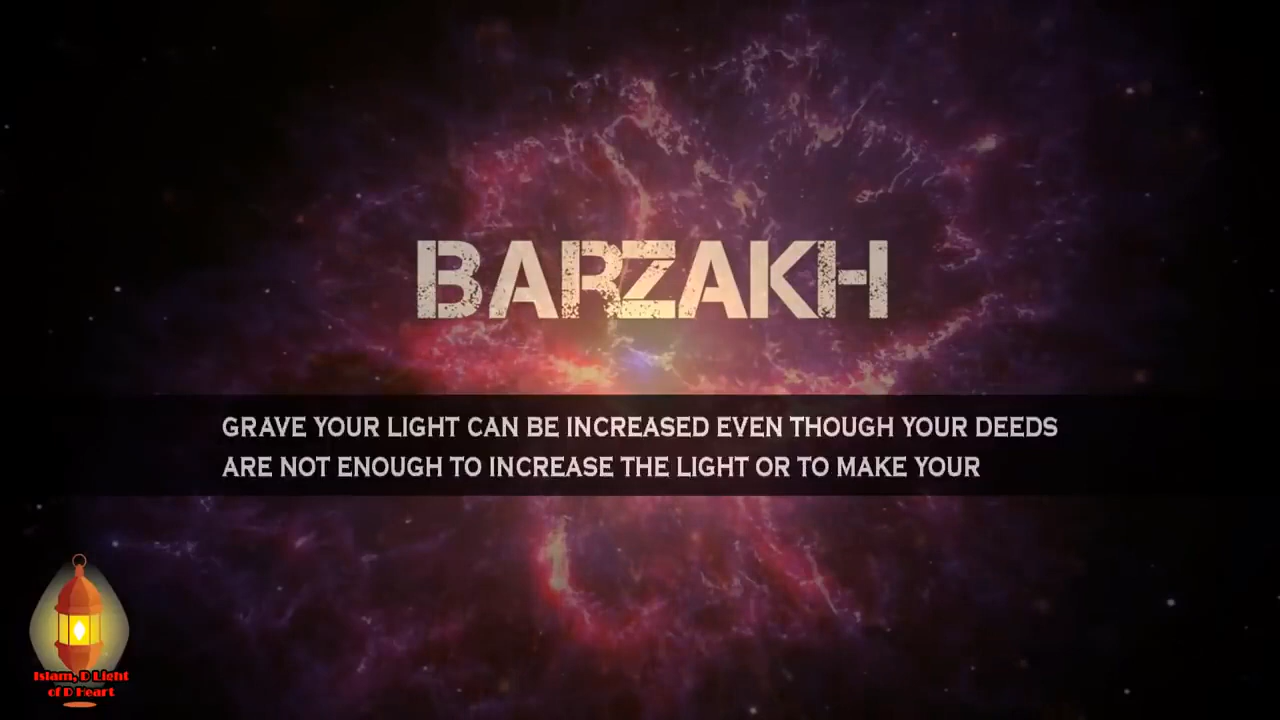 BARZAKH
GRAVE YOUR LIGHT CAN BE INCREASED EVEN THOUGH YOUR DEEDS
ARE NOT ENOUGH TO INCREASE THE LIGHT OR TO MAKE YOUR
Islam, D Light
of D Heart